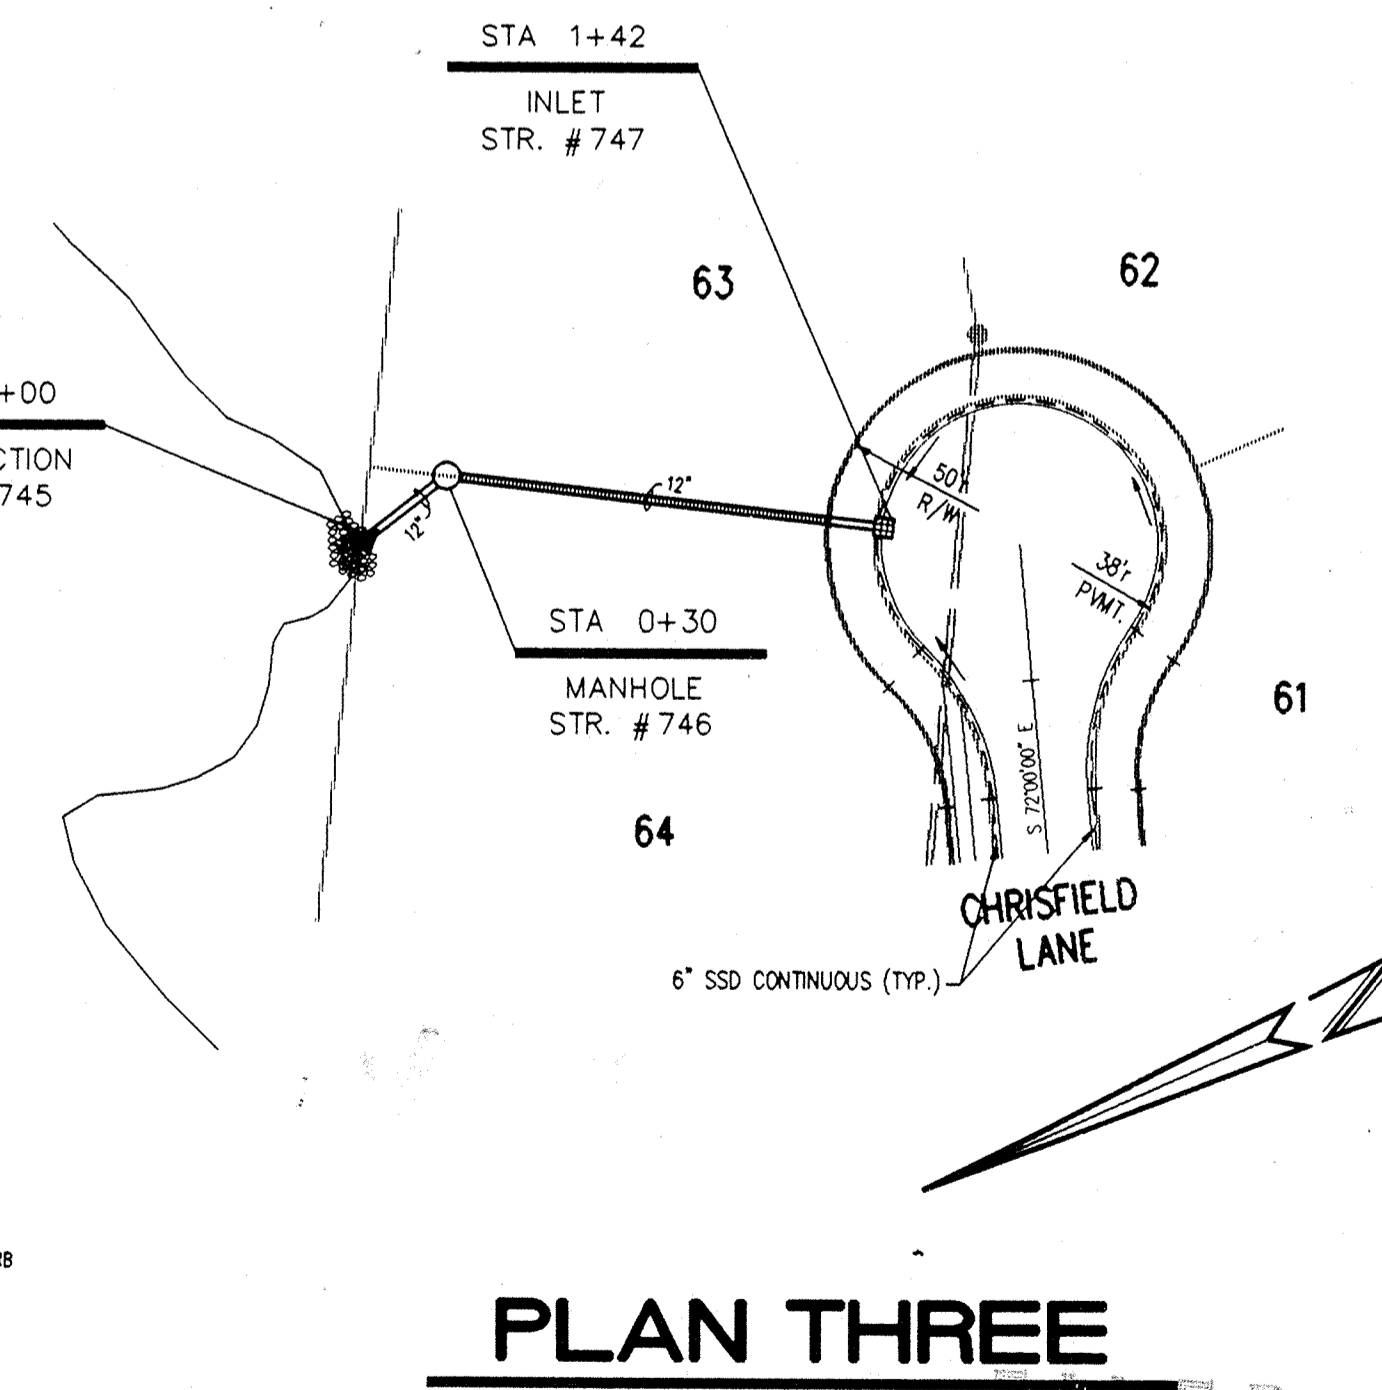 STA 1+42
INLET
STR. #747
63
62
+00
CTION
745
12"
12"
50'r
R/W
38'r
PVMT.
STA 0+30
MANHOLE
STR. #746
61
S 72°00'00" E
64
CHRISFIELD
LANE
6" SSD CONTINUOUS (TYP.)
RB
PLAN THREE